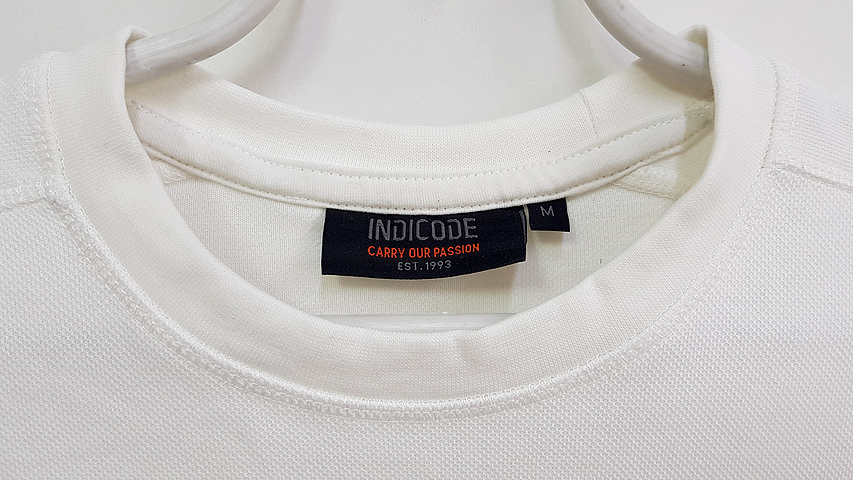 INDICODE
CARRY OUR PASSION
EST. 1993
M